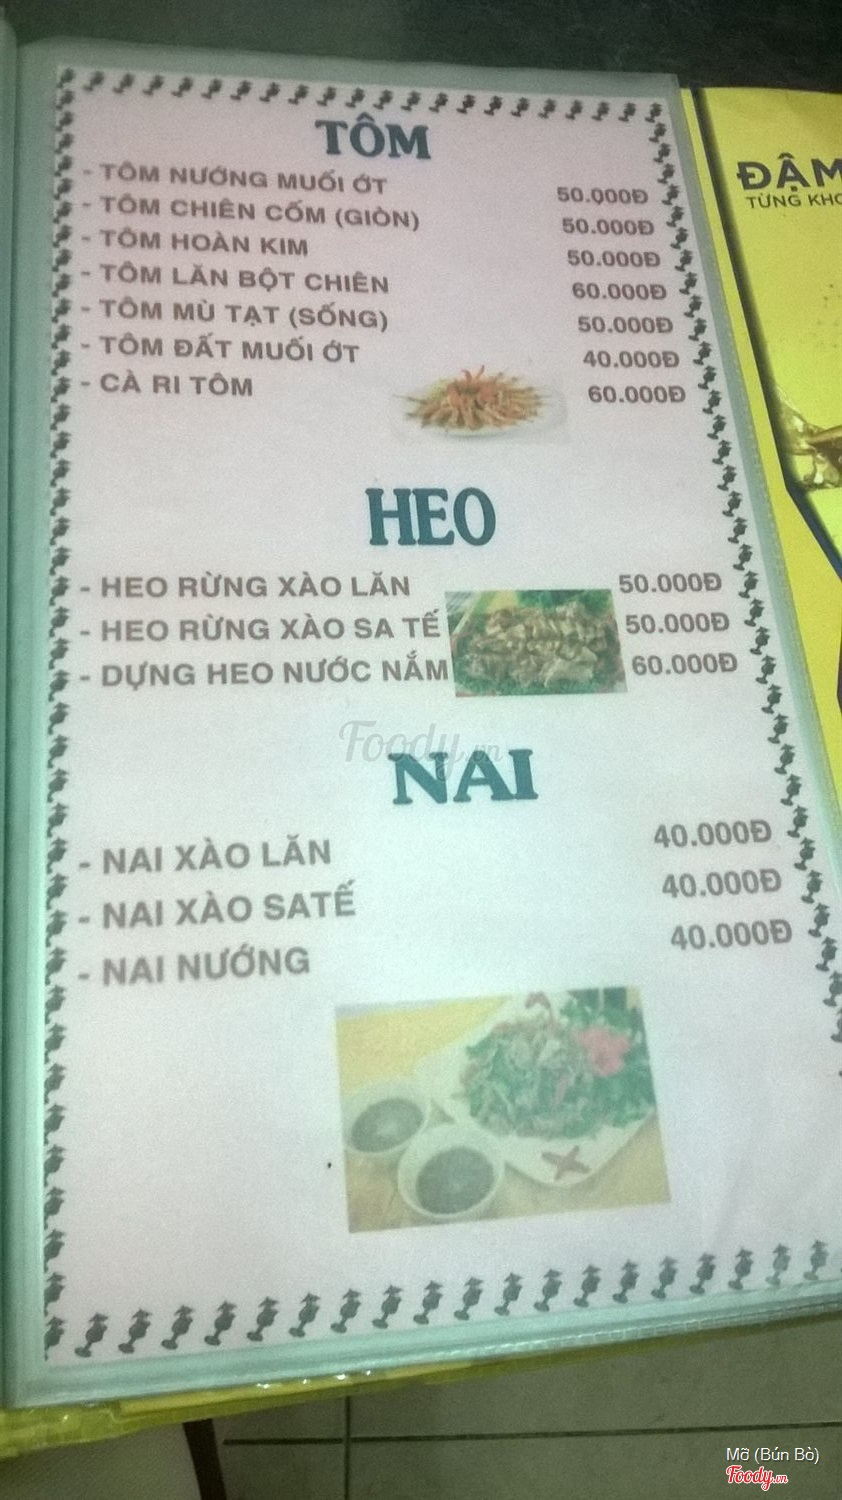 TÔM
- TÔM NƯỚNG MUỐI ỚT 50.000Đ
- TÔM CHIÊN CỐM (GIÒN) 50.000Đ
- TÔM HOÀN KIM 50.000Đ
- TÔM LĂN BỘT CHIÊN 60.000Đ
- TÔM MÙ TẠT (SỐNG) 50.000Đ
- TÔM ĐẤT MUỐI ỚT 40.000Đ
- CÀ RI TÔM 60.000Đ
HEO
- HEO RỪNG XÀO LĂN 50.000Đ
- HEO RỪNG XÀO SA TẾ 50.000Đ
- DỰNG HEO NƯỚC NẮM 60.000Đ
Foody.vn
NAI
- NAI XÀO LĂN 40.000Đ
- NAI XÀO SATẾ 40.000Đ
- NAI NƯỚNG 40.000Đ
ĐẬM
TỪNG
Mỡ (Bún Bò)
Foody.vn